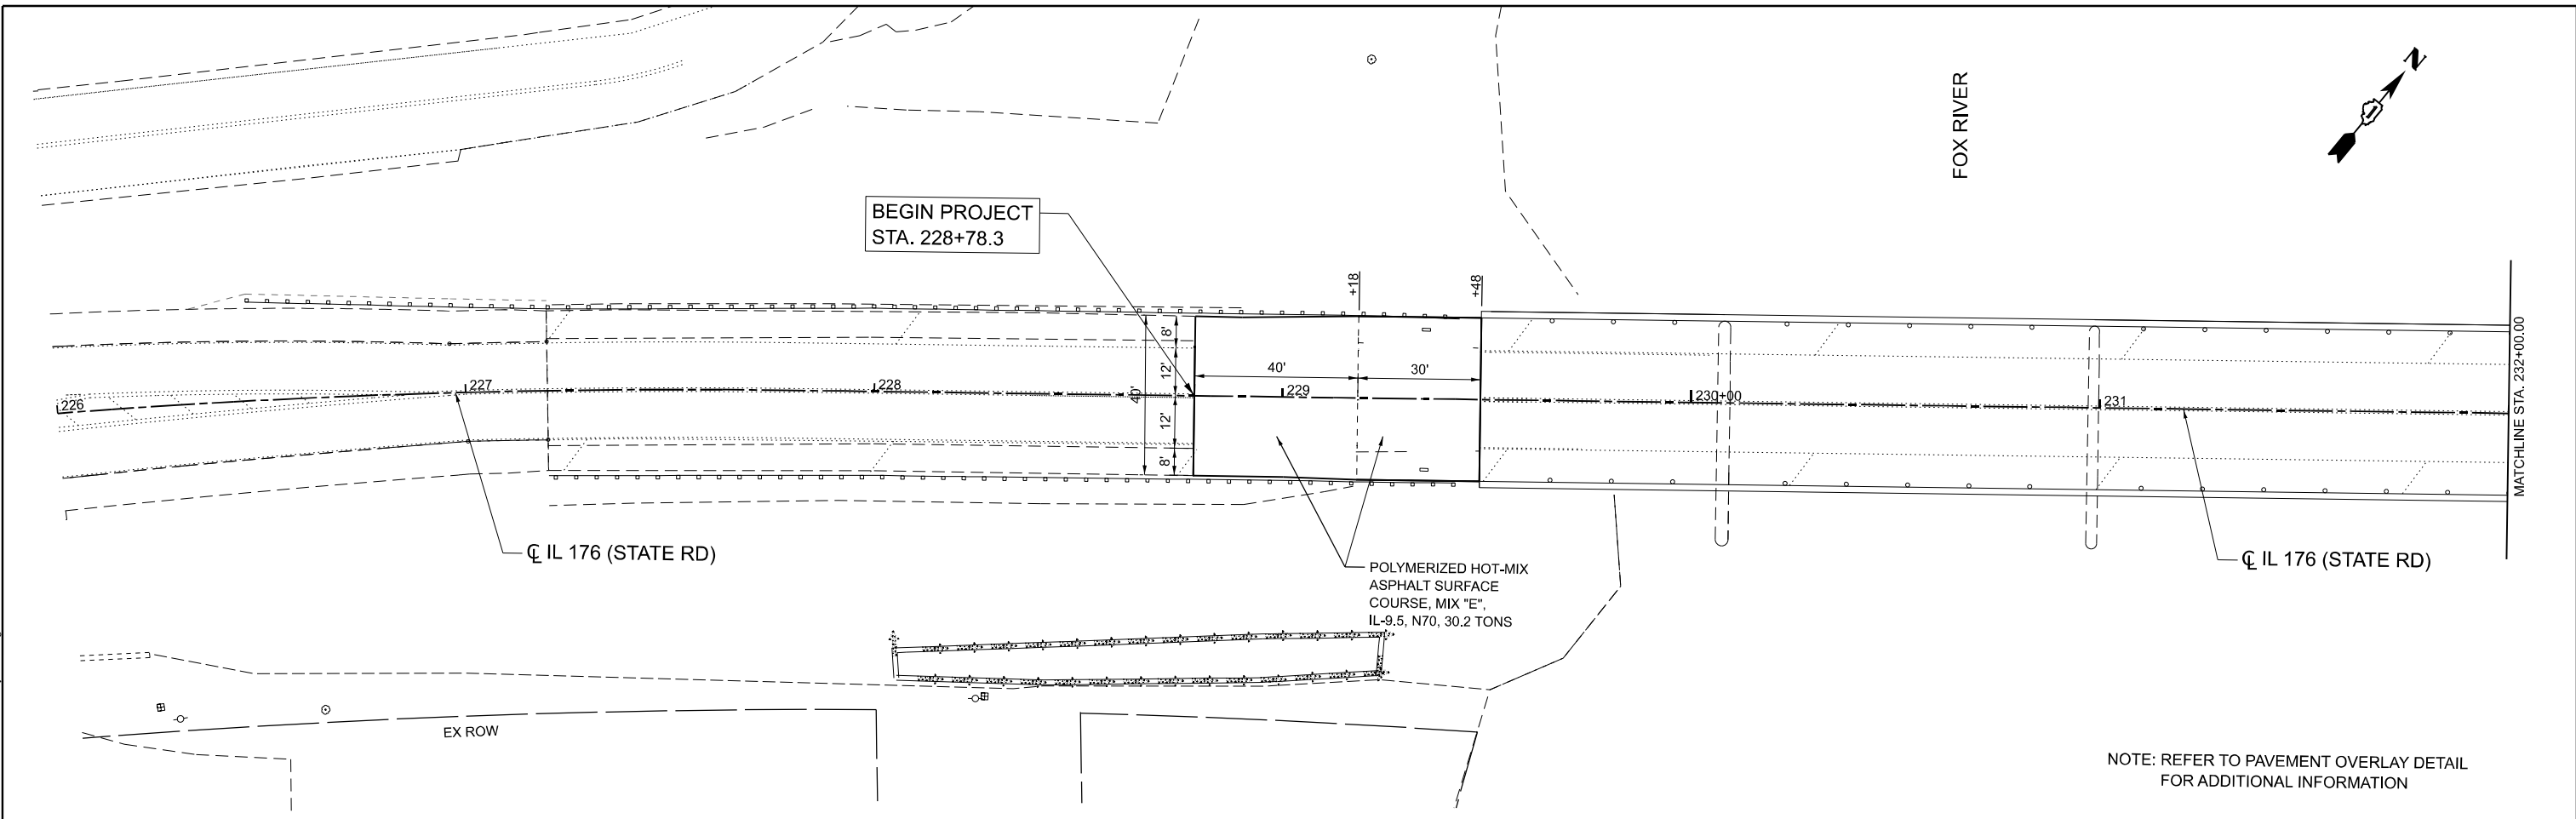 N
FOX RIVER
BEGIN PROJECT
STA. 228+78.3
+18
+48
8'
12'
40'
12'
8'
40'
30'
226
227
228
229
230+00
231
MATCHLINE STA. 232+00.00
℄ IL 176 (STATE RD)
℄ IL 176 (STATE RD)
POLYMERIZED HOT-MIX
ASPHALT SURFACE
COURSE, MIX "E",
IL-9.5, N70, 30.2 TONS
EX ROW
NOTE: REFER TO PAVEMENT OVERLAY DETAIL
FOR ADDITIONAL INFORMATION